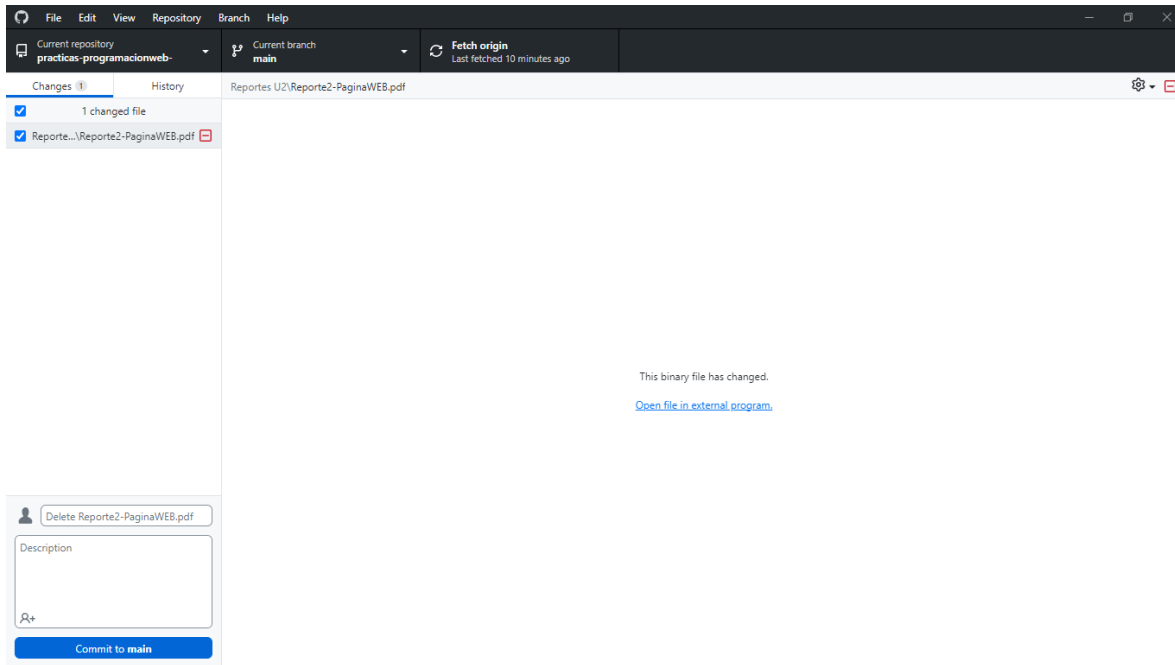 File Edit View Repository Branch Help
Current repository
practicas-programacionweb-
Current branch
main
Fetch origin
Last fetched 10 minutes ago
Changes 1 History
Reportes U2\Reporte2-PaginaWEB.pdf
1 changed file
Reporte...\Reporte2-PaginaWEB.pdf
This binary file has changed.
Open file in external program.
Delete Reporte2-PaginaWEB.pdf
Description
Commit to main